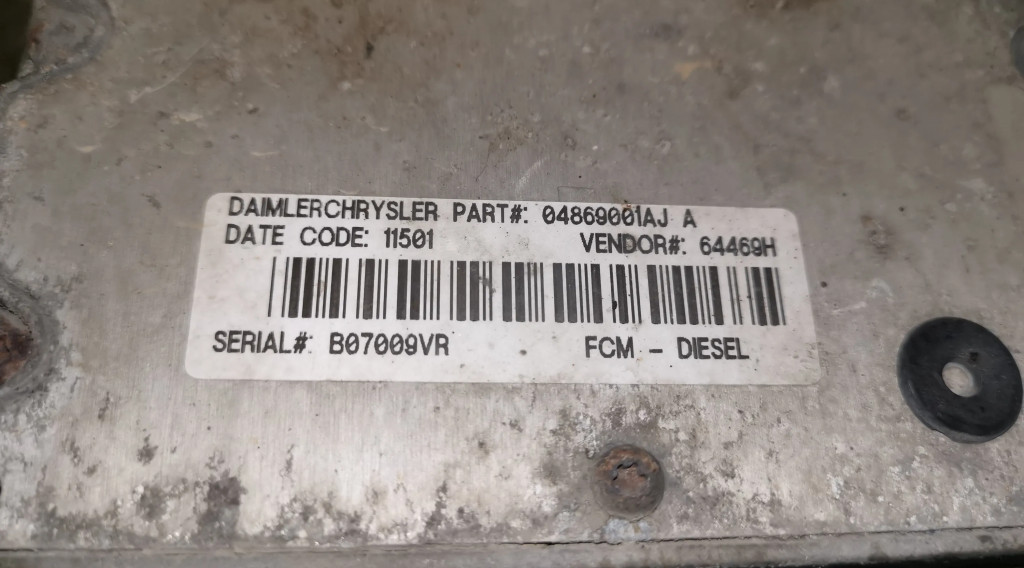 DAIMLERCHRYSLER PART#: 04869001AJ A
DATE CODE: 11501 VENDOR#: 64469H
SERIAL#: B07009VR FCM - DIESEL